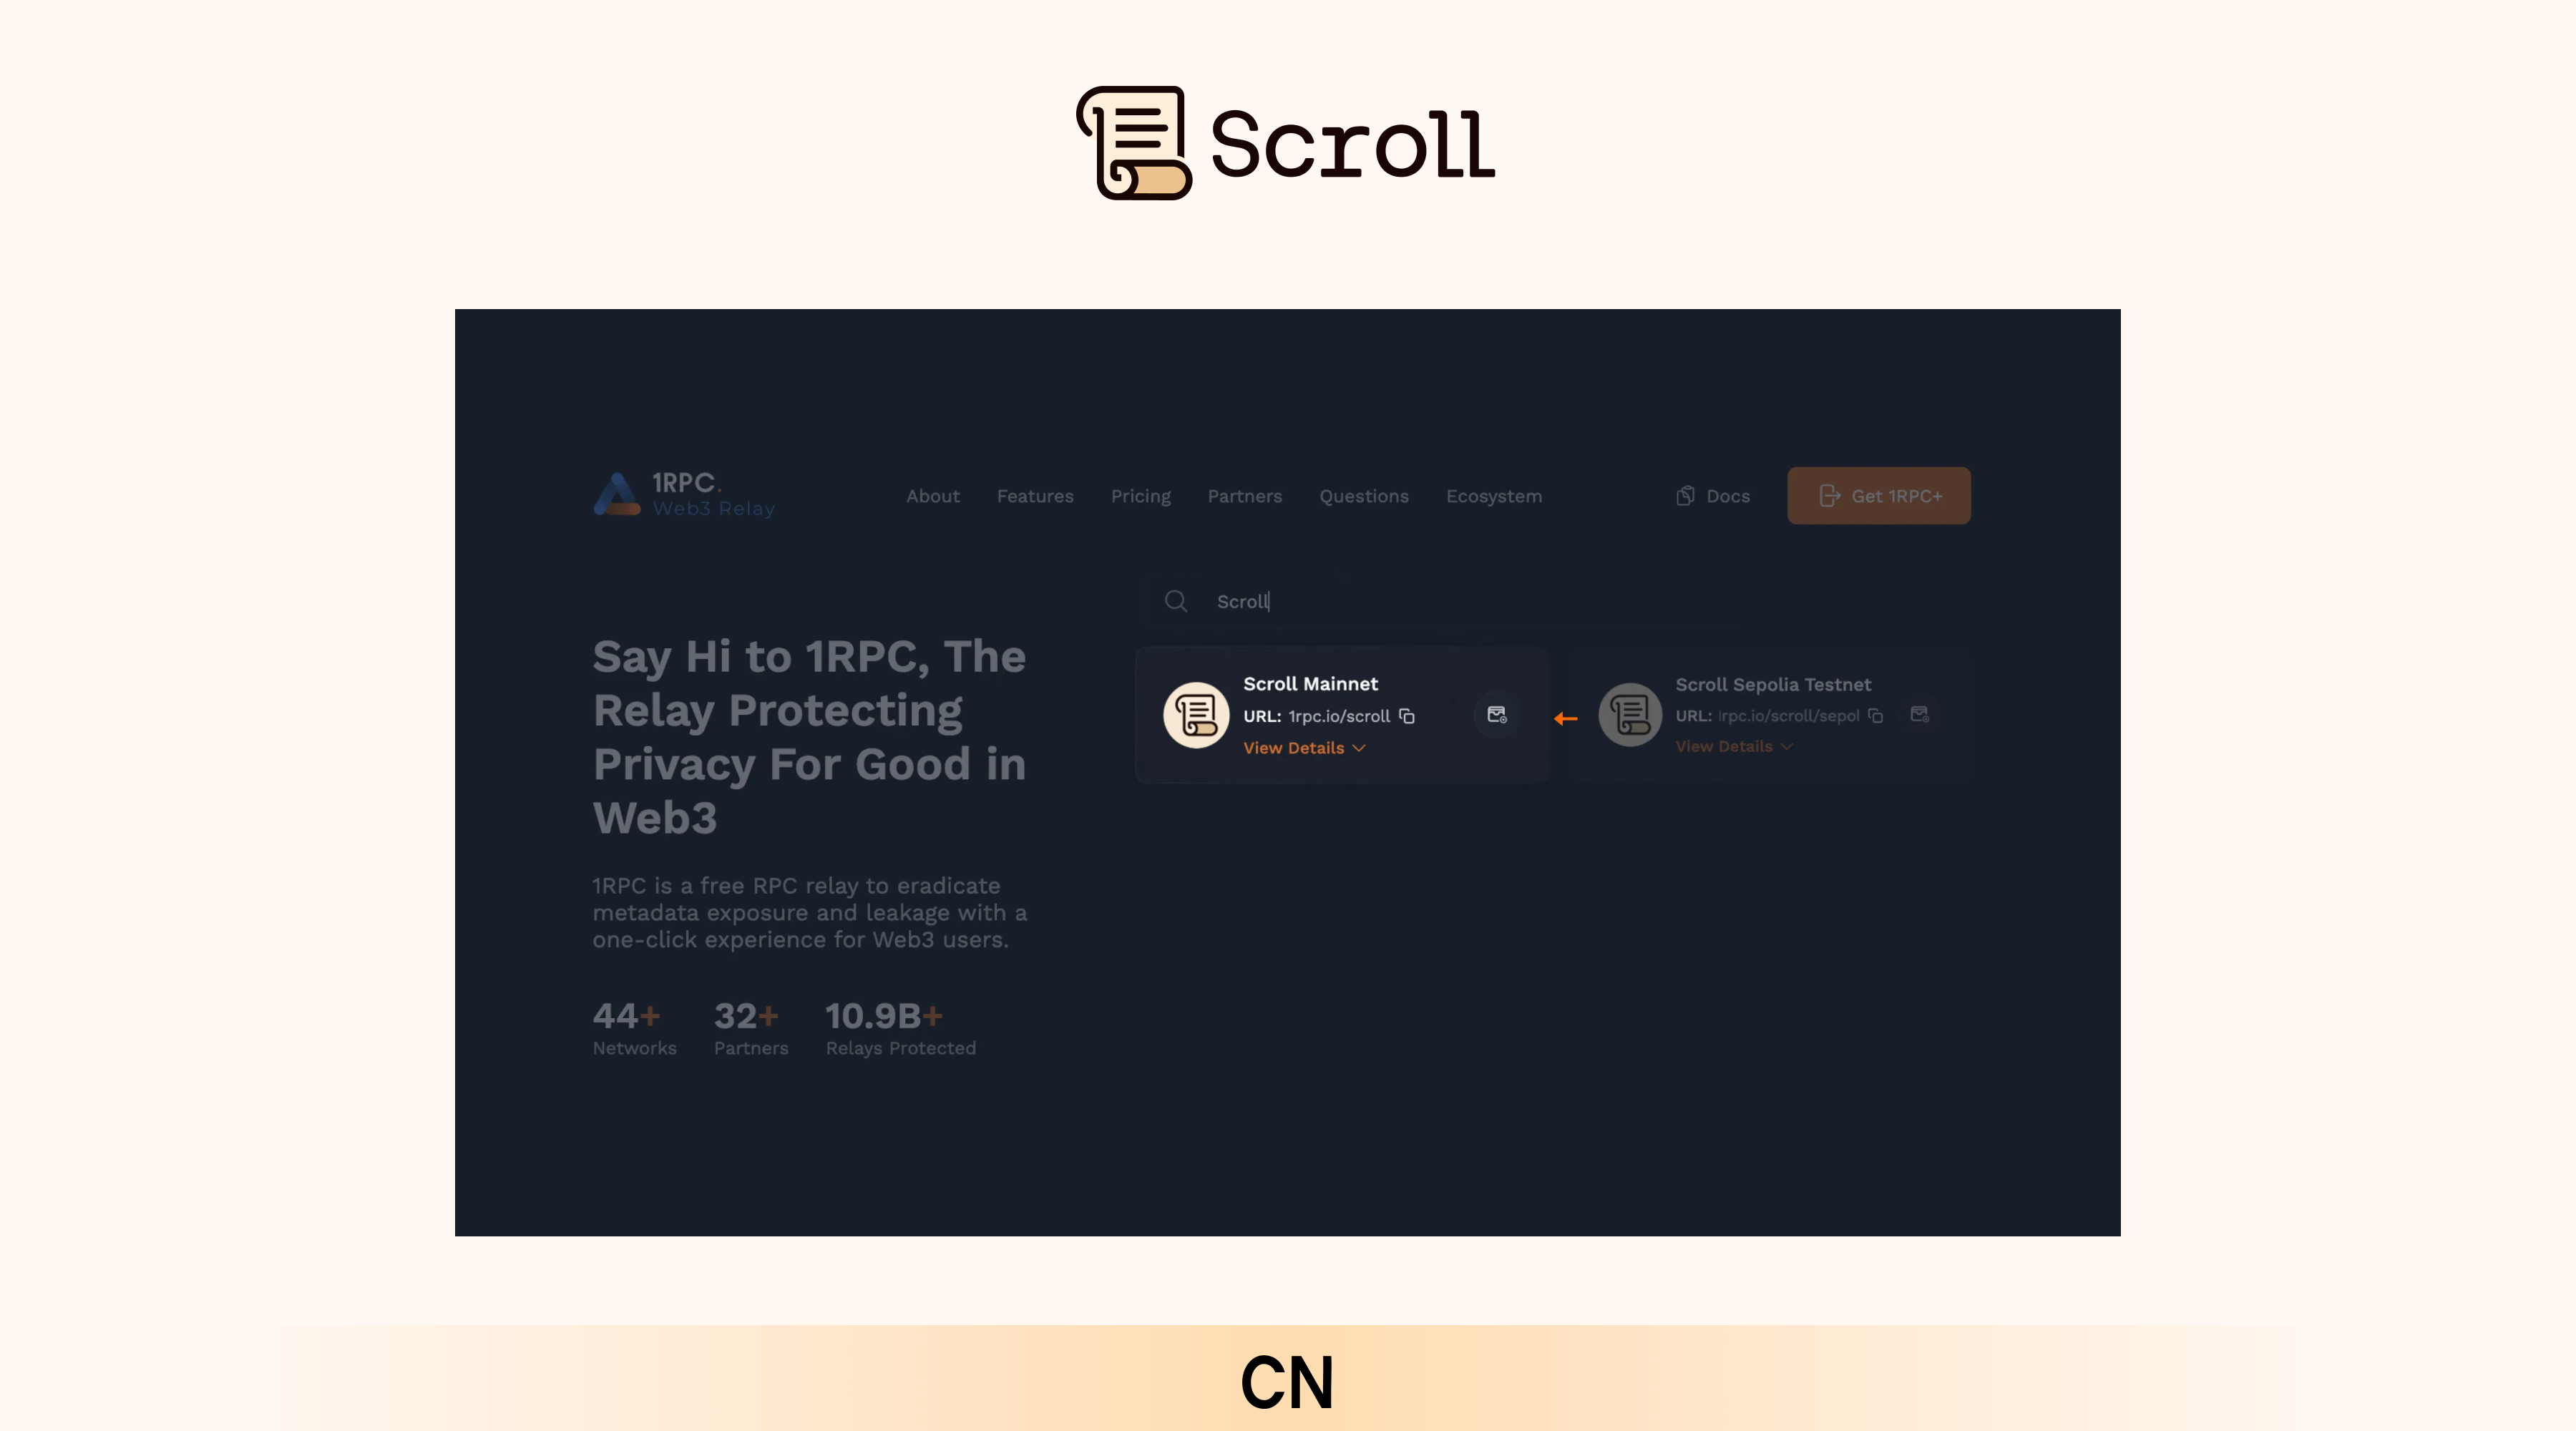 Scroll
1RPC.
Web3 Relay
About Features Pricing Partners Questions Ecosystem Docs Get 1RPC+
Scroll
Say Hi to 1RPC, The
Relay Protecting
Privacy For Good in
Web3
1RPC is a free RPC relay to eradicate
metadata exposure and leakage with a
one-click experience for Web3 users.
44+ 32+ 10.9B+
Networks Partners Relays Protected
Scroll Mainnet
URL: 1rpc.io/scroll
View Details
Scroll Sepolia Testnet
URL: rpc.io/scroll/sepol
View Details
CN